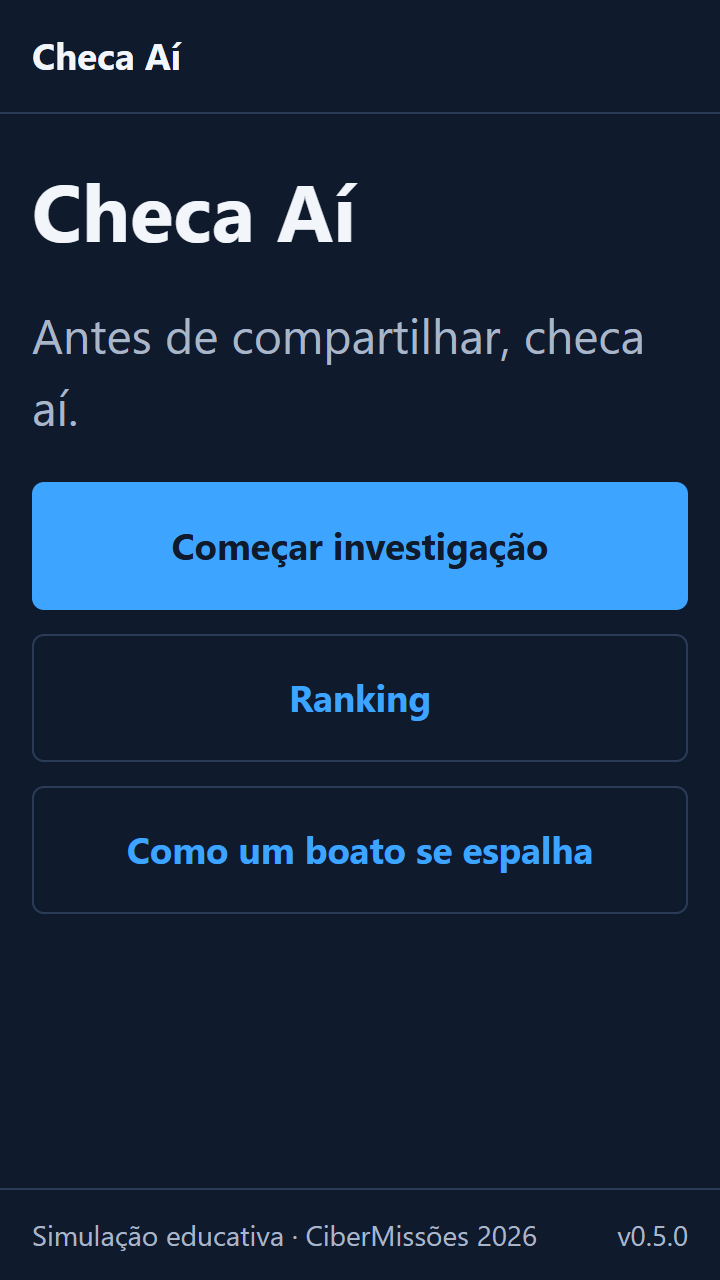 Checa Aí
Checa Aí
Antes de compartilhar, checa
aí.
Começar investigação
Ranking
Como um boato se espalha
Simulação educativa · CiberMissões 2026 v0.5.0